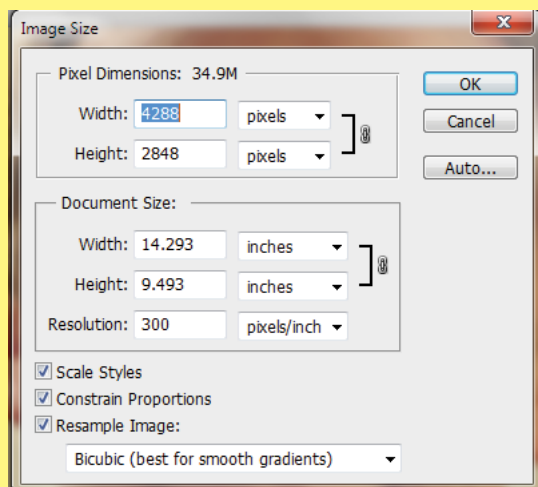 Image Size
Pixel Dimensions: 34.9M
OK
Width: 4288 pixels
Cancel
Height: 2848 pixels
Auto...
Document Size:
Width: 14.293 inches
Height: 9.493 inches
Resolution: 300 pixels/inch
Scale Styles
Constrain Proportions
Resample Image:
Bicubic (best for smooth gradients)